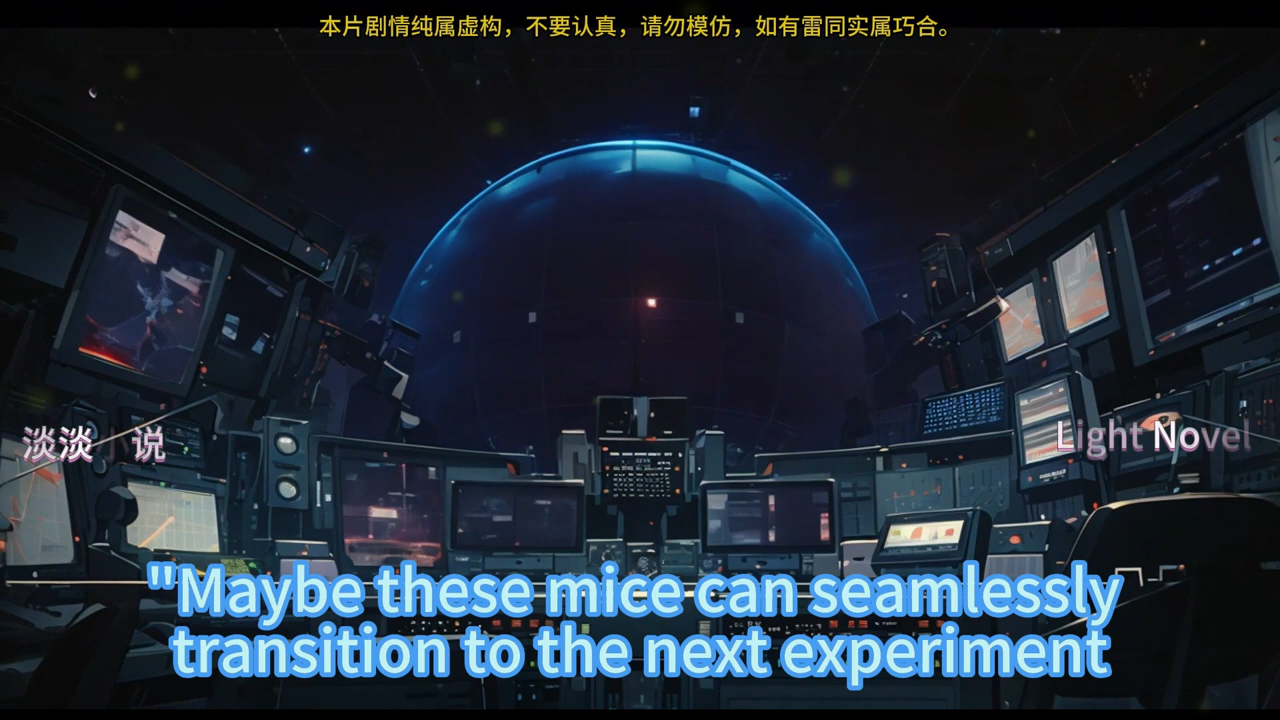 本片剧情纯属虚构，不要认真，请勿模仿，如有雷同实属巧合。
淡淡小说
Light Novel
"Maybe these mice can seamlessly
transition to the next experiment